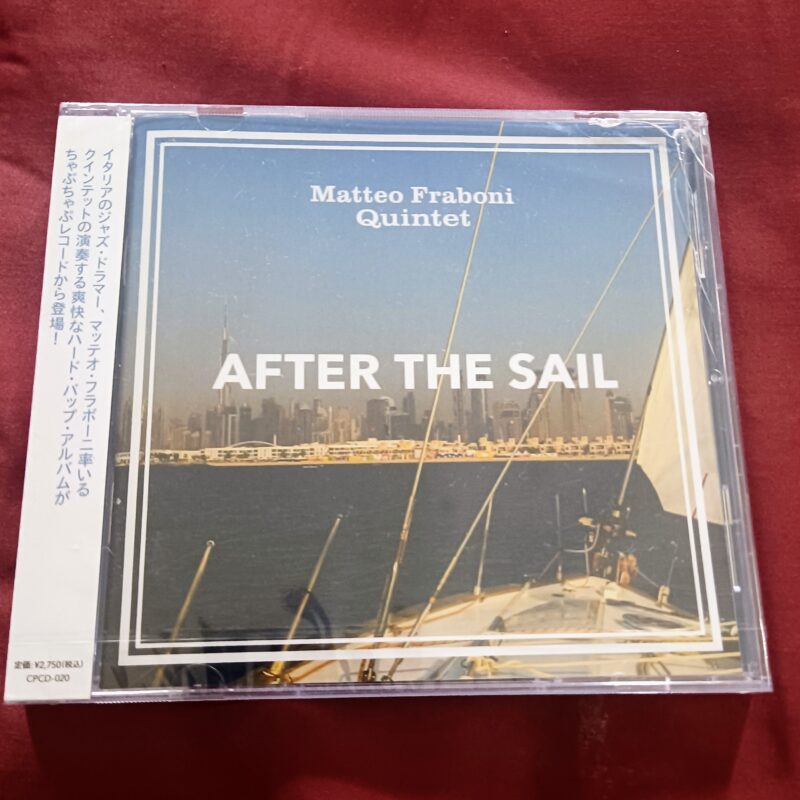 Matteo Fraboni
Quintet
AFTER THE SAIL
イタリアのジャズ・ドラマー、マッテオ・フラボーニ率いる
クインテットの演奏する爽快なハード・バップ・アルバムが
ちゃぷちゃぷレコードから登場！
定価:¥2,750(税込)
CPCD-020